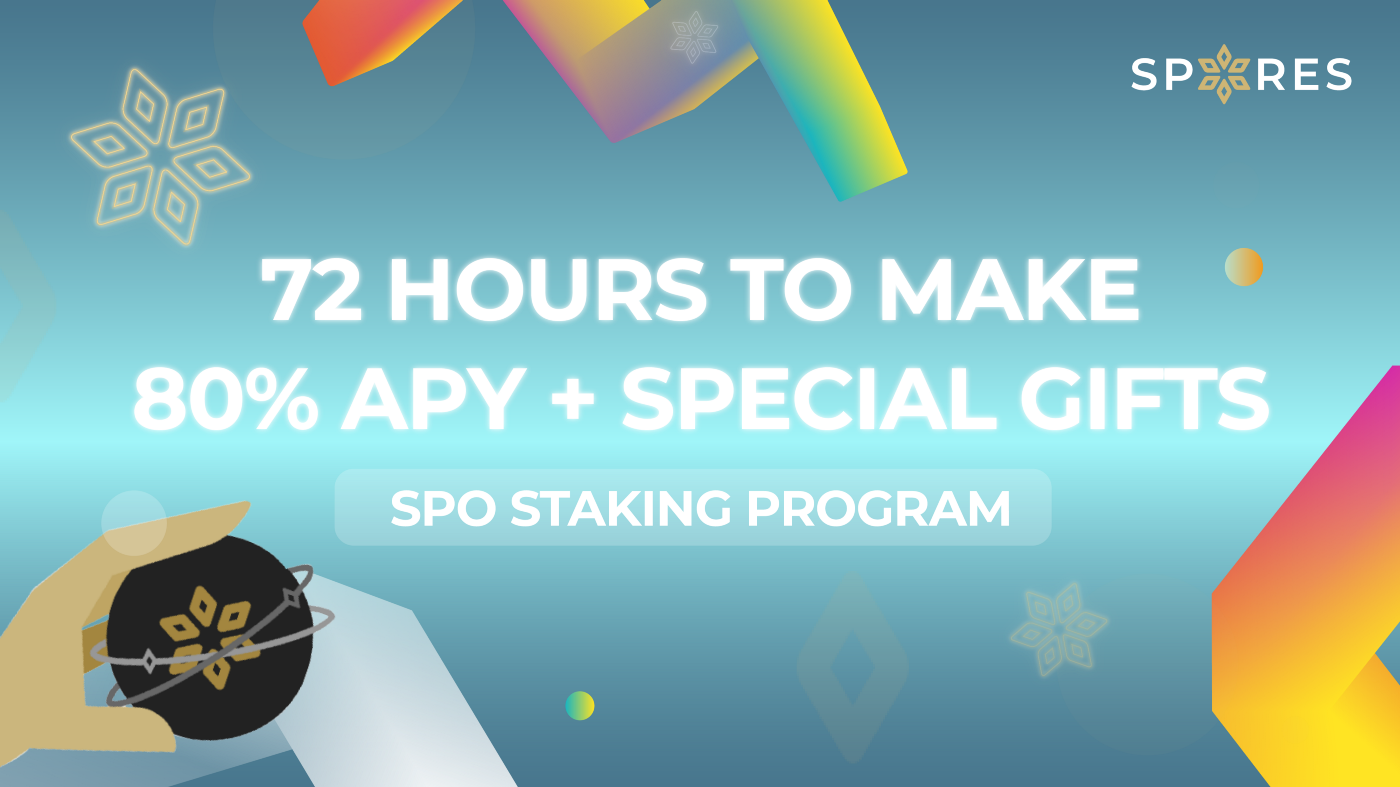 SPORES
72 HOURS TO MAKE
80% APY + SPECIAL GIFTS
SPO STAKING PROGRAM